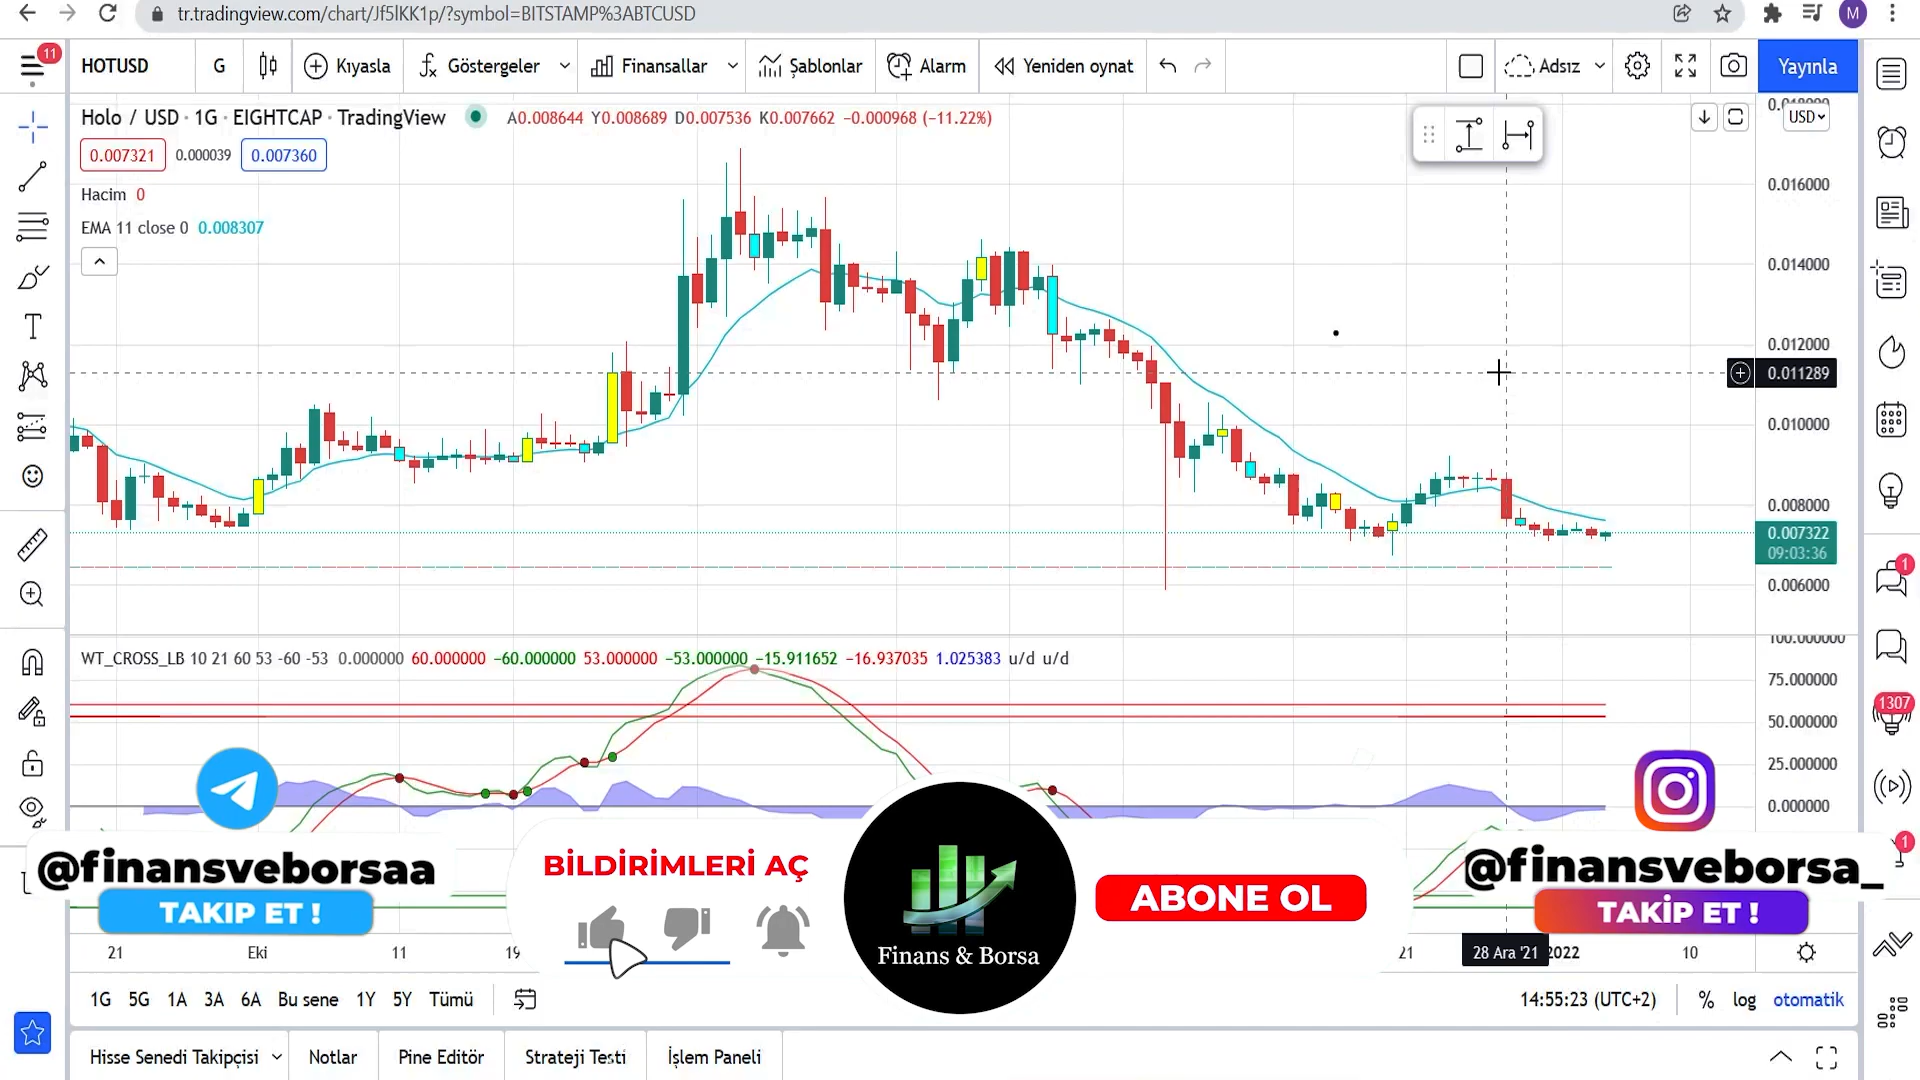 tr.tradingview.com/chart/Jf5lKK1p/?symbol=BITSTAMP%3ABTCUSD
M
11
HOTUSD
G
Kıyasla
Göstergeler
Finansallar
Şablonlar
Alarm
Yeniden oynat
Adsız
Yayınla
Holo / USD · 1G · EIGHTCAP · TradingView
A0.008644 Y0.008689 D0.007536 K0.007662 −0.000968 (−11.22%)
USD
0.007321 0.000039 0.007360
Hacim 0
EMA 11 close 0 0.008307
0.018000
0.016000
0.014000
0.012000
0.011289
0.010000
0.008000
0.007322
09:03:36
0.006000
1
WT_CROSS_LB 10 21 60 53 -60 -53 0.000000 60.000000 −60.000000 53.000000 −53.000000 −15.911652 −16.937035 1.025383 u/d u/d
100.000000
75.000000
50.000000
25.000000
0.000000
1307
1
@finansveborsaa
TAKIP ET !
BİLDİRİMLERİ AÇ
Finans & Borsa
ABONE OL
@finansveborsa_
TAKİP ET !
21
Eki
11
19
21
28 Ara '21
2022
10
1G 5G 1A 3A 6A Bu sene 1Y 5Y Tümü
14:55:23 (UTC+2)
% log otomatik
Hisse Senedi Takipçisi
Notlar
Pine Editör
Strateji Testi
İşlem Paneli